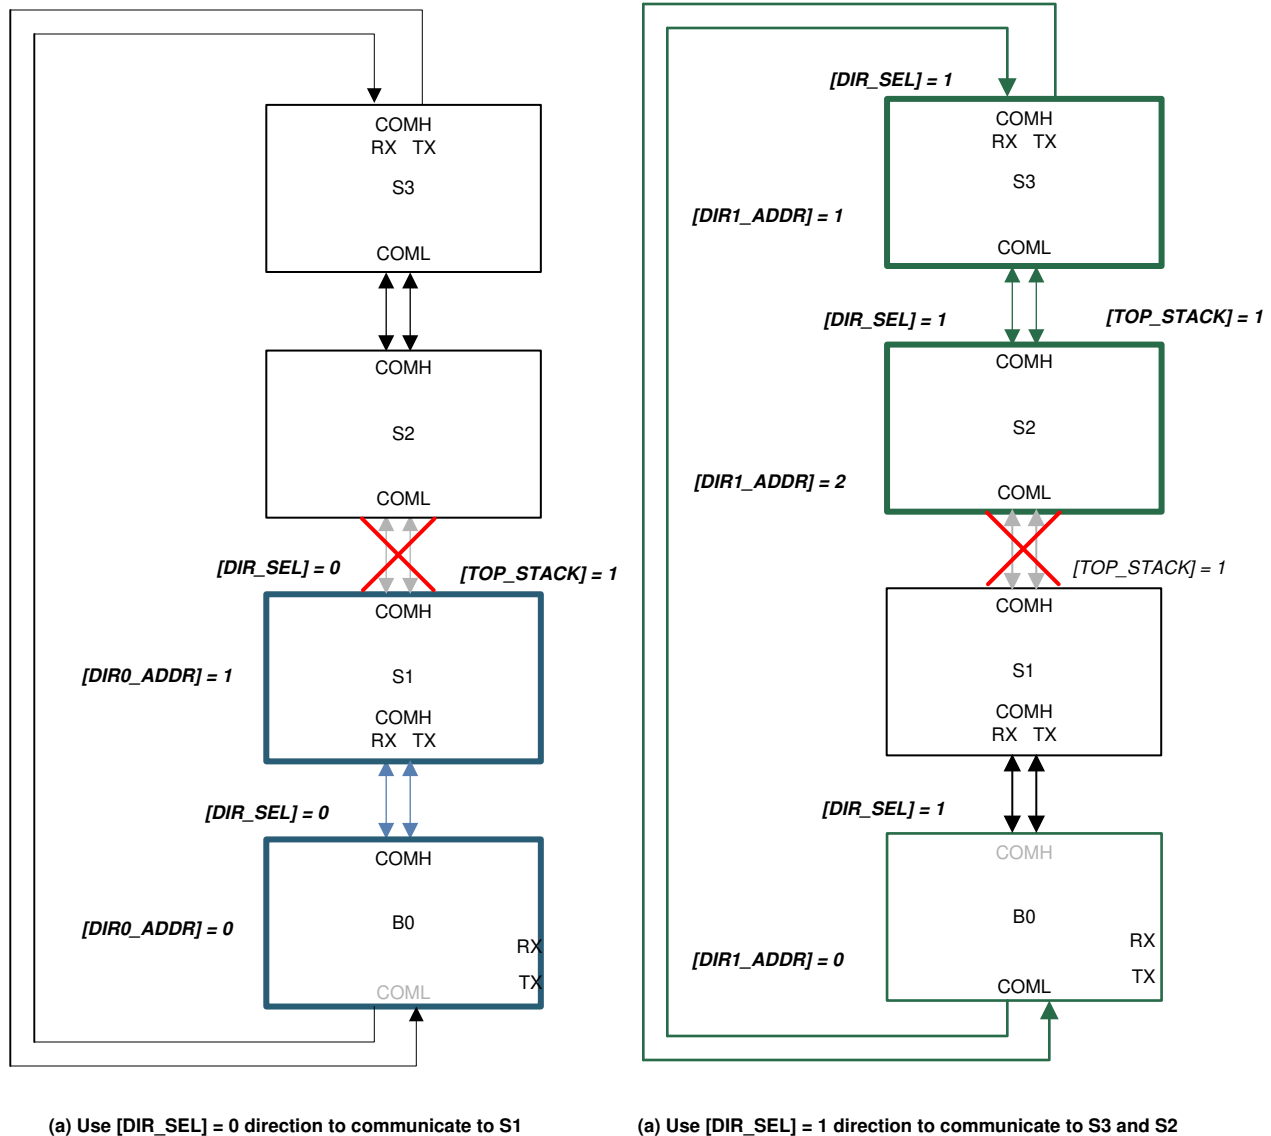 COMH
RX TX
S3
COML
COMH
S2
COML
[DIR_SEL] = 0
[TOP_STACK] = 1
COMH
[DIR0_ADDR] = 1
S1
COMH
RX TX
[DIR_SEL] = 0
COMH
[DIR0_ADDR] = 0
B0
RX
TX
COML
(a) Use [DIR_SEL] = 0 direction to communicate to S1
[DIR_SEL] = 1
COMH
RX TX
S3
[DIR1_ADDR] = 1
COML
[DIR_SEL] = 1
[TOP_STACK] = 1
COMH
S2
[DIR1_ADDR] = 2
COML
[TOP_STACK] = 1
COMH
S1
COMH
RX TX
[DIR_SEL] = 1
COMH
B0
RX
[DIR1_ADDR] = 0
TX
COML
(a) Use [DIR_SEL] = 1 direction to communicate to S3 and S2